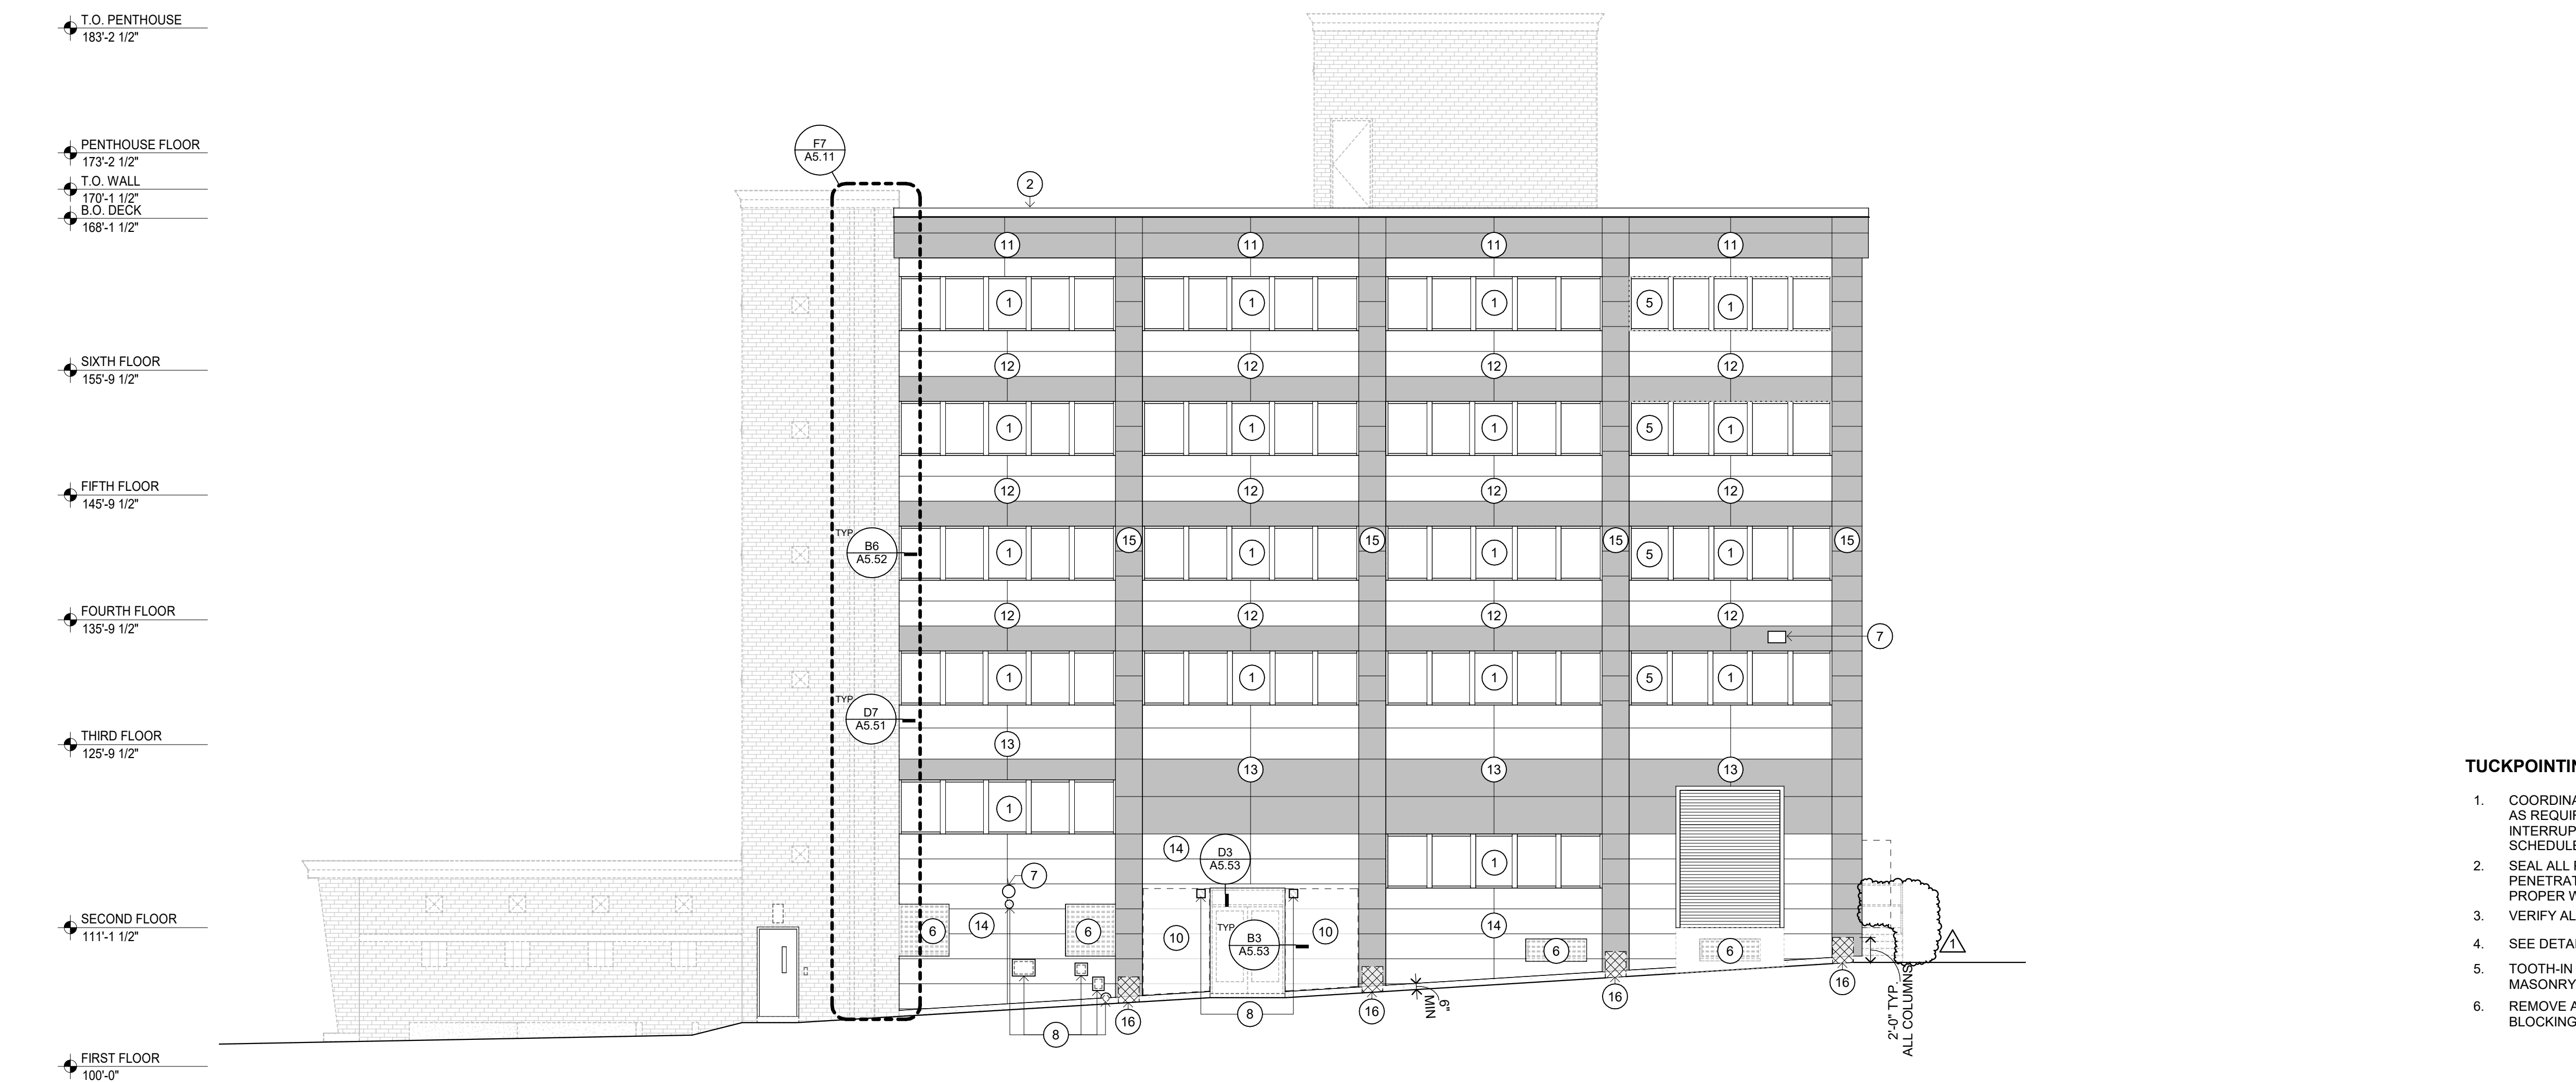 T.O. PENTHOUSE
183'-2 1/2"
PENTHOUSE FLOOR
173'-2 1/2"
T.O. WALL
170'-1 1/2"
B.O. DECK
168'-1 1/2"
SIXTH FLOOR
155'-9 1/2"
FIFTH FLOOR
145'-9 1/2"
FOURTH FLOOR
135'-9 1/2"
THIRD FLOOR
125'-9 1/2"
SECOND FLOOR
111'-1 1/2"
FIRST FLOOR
100'-0"
F7
A5.11
2
11 11 11 11
1 1 1 5 1
12 12 12 12
1 1 1 5 1
12 12 12 12
TYP
B6
A5.52
15 15 15 15
1 1 1 5 1
12 12 12 12
7
1 1 1 5 1
TYP
D7
A5.51
13
13 13 13
1
14
D3
A5.53
1
7
6 14 6
10
TYP
B3
A5.53
10
14
6
6
1
16 16 16 16
8
8
6"
MIN
2'-0" TYP.
ALL COLUMNS
TUCKPOINTIN
1. COORDINA
AS REQUIR
INTERRUP
SCHEDULE
2. SEAL ALL
PENETRAT
PROPER W
3. VERIFY AL
4. SEE DETA
5. TOOTH-IN
MASONRY
6. REMOVE A
BLOCKING